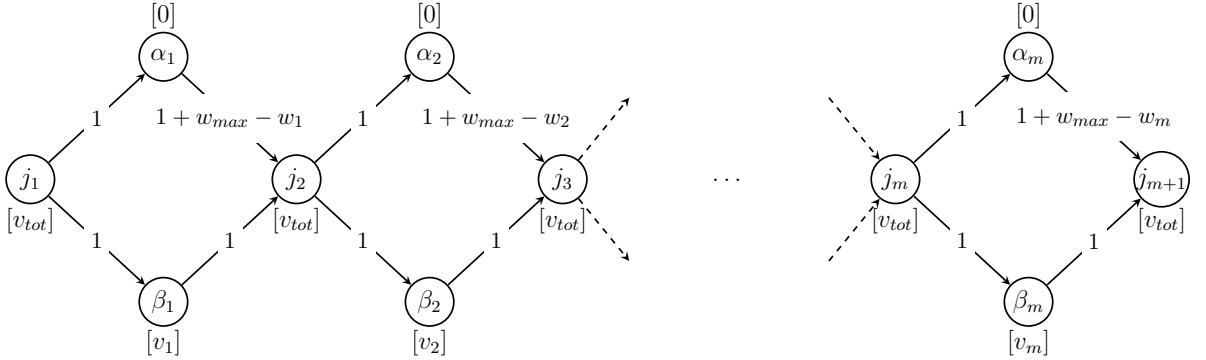 [0] [0] [0]
α₁ α₂ αₘ
1 1 + wₘₐₓ − w₁ 1 1 + wₘₐₓ − w₂ 1 1 + wₘₐₓ − wₘ
j₁ j₂ j₃ ⋯ jₘ jₘ₊₁
[vₜₒₜ] [vₜₒₜ] [vₜₒₜ] [vₜₒₜ] [vₜₒₜ]
1 1 1 1 1 1
β₁ β₂ βₘ
[v₁] [v₂] [vₘ]